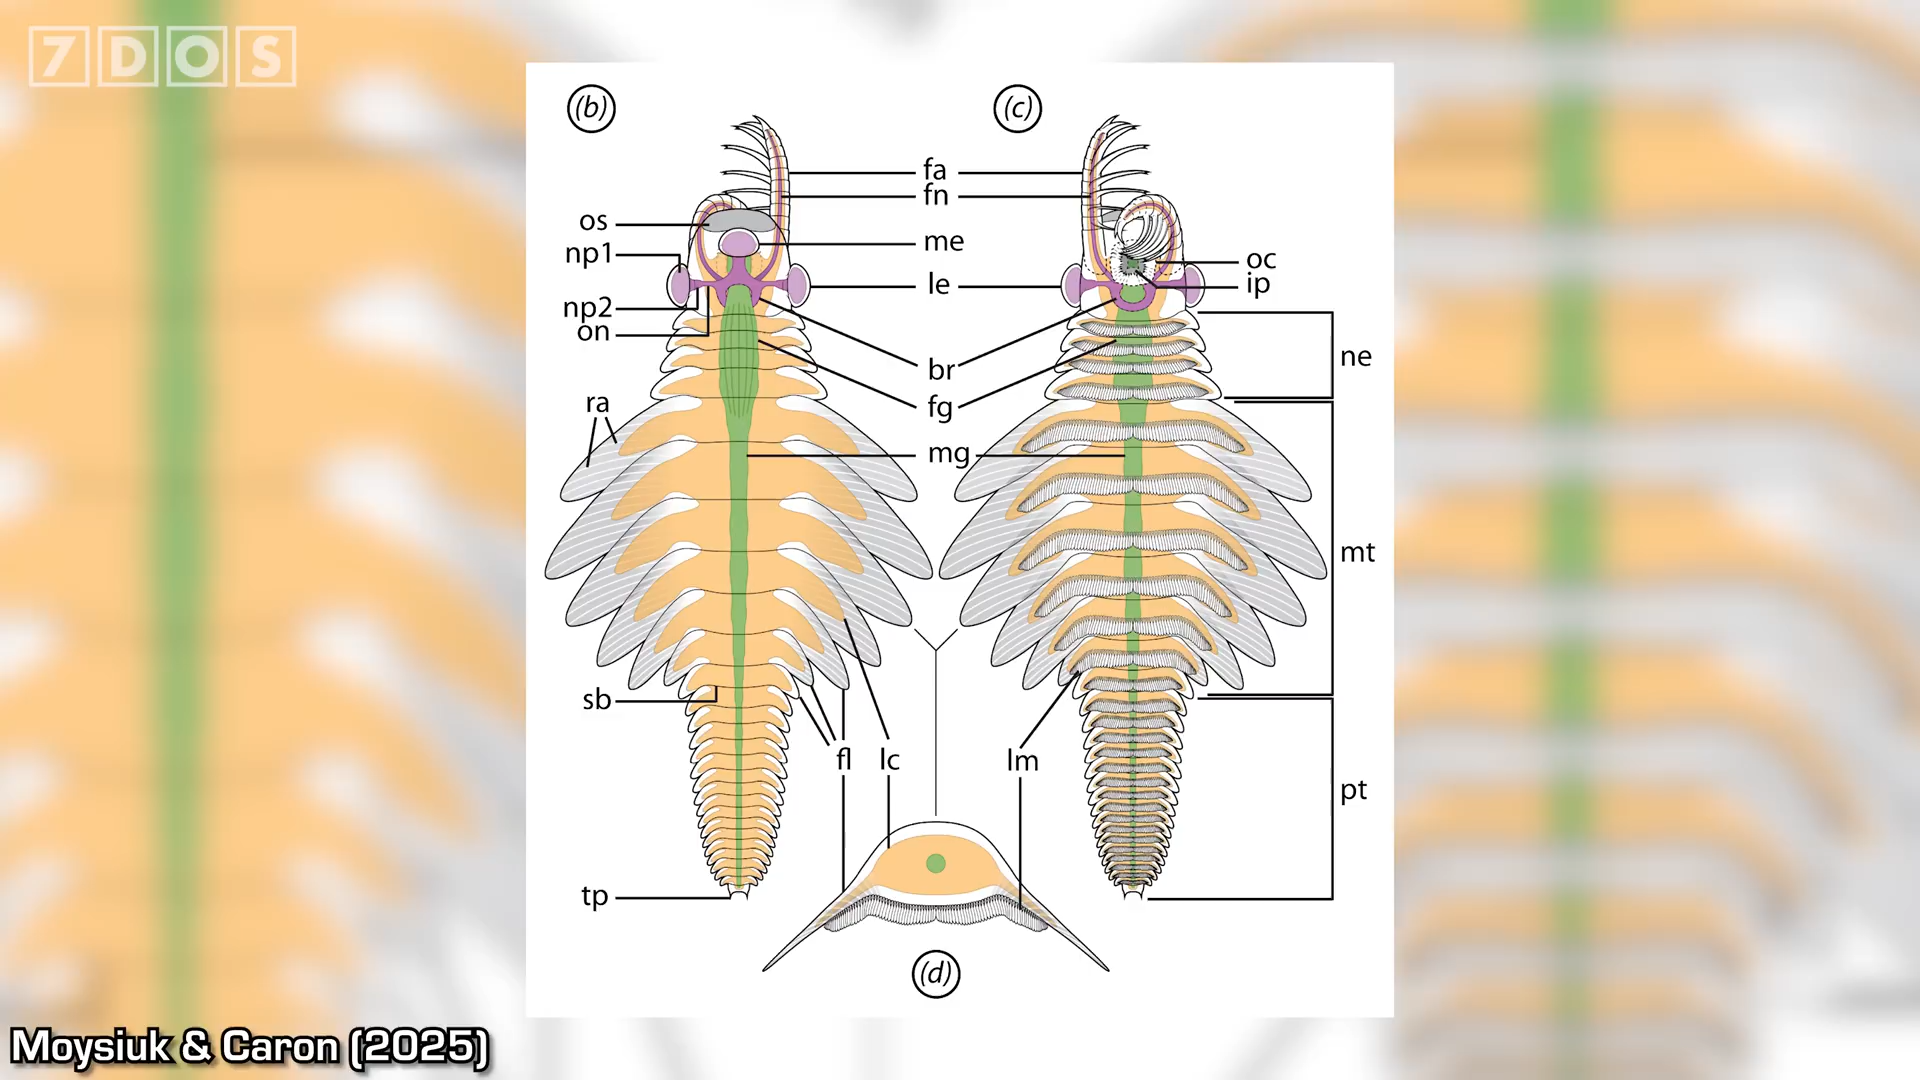 7DOS
(b)
(c)
fa
fn
os
me
np1
oc
le
ip
np2
on
ne
br
ra
fg
mg
mt
sb
fl
lc
lm
pt
tp
(d)
Moysiuk & Caron (2025)